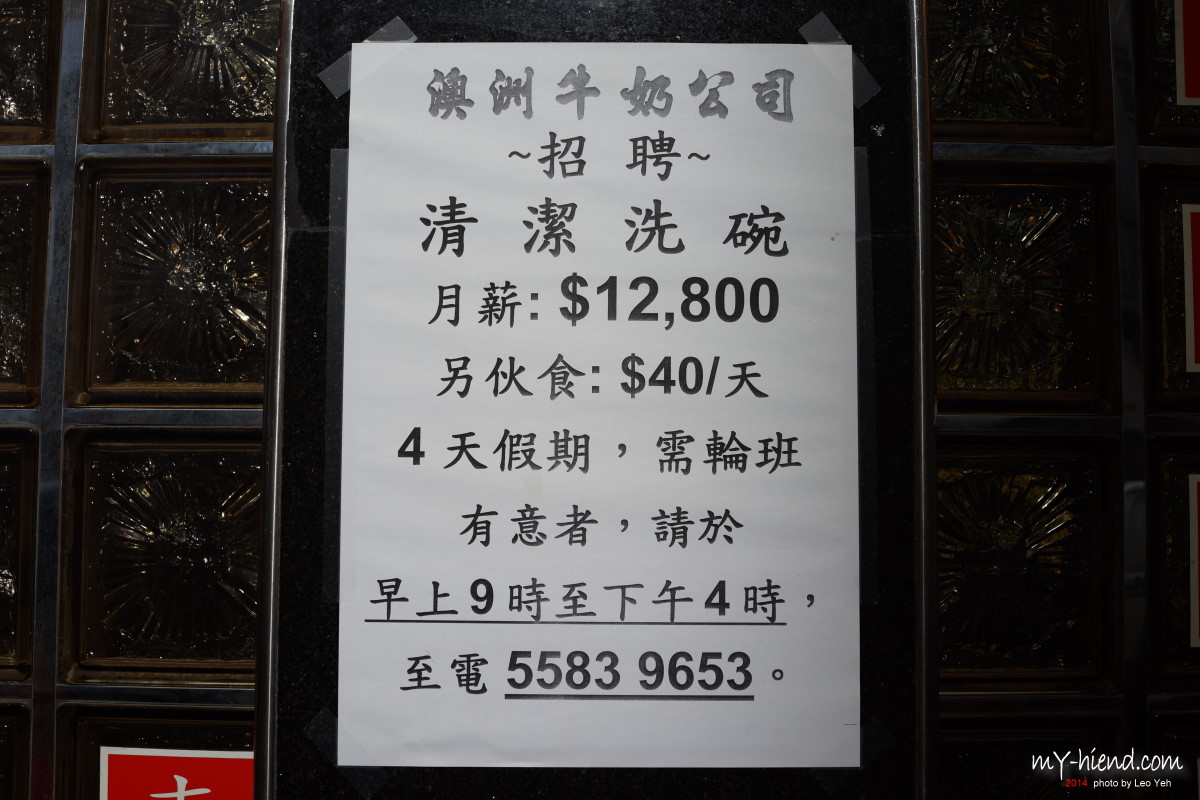 澳洲牛奶公司
~招 聘~
清 潔 洗 碗
月薪: $12,800
另伙食: $40/天
4 天假期，需輪班
有意者，請於
早上 9 時至下午 4 時，
至電 5583 9653。
mY-hiend.com
2014 photo by Leo Yeh